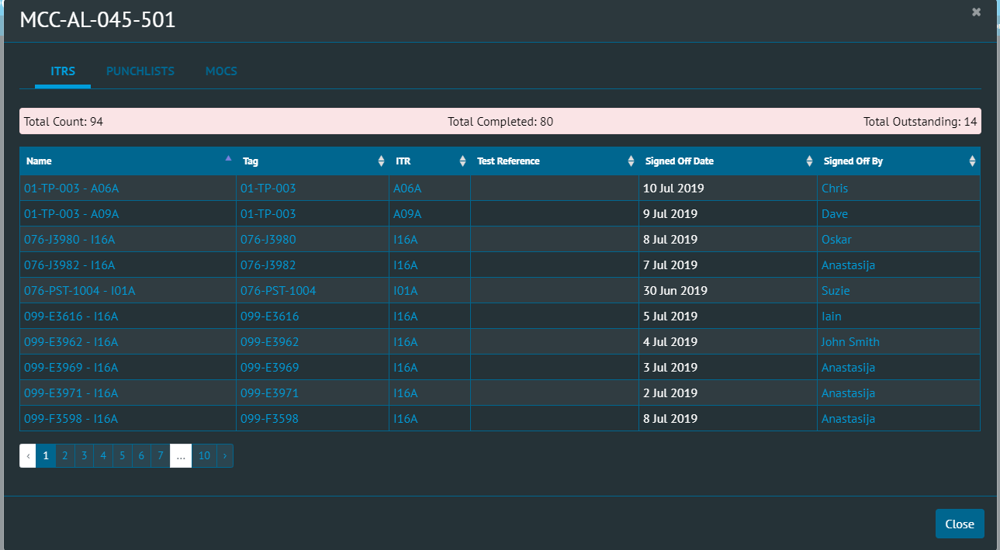 MCC-AL-045-501 ✖
ITRS PUNCHLISTS MOCS
Total Count: 94 Total Completed: 80 Total Outstanding: 14
Name Tag ITR Test Reference Signed Off Date Signed Off By
01-TP-003 - A06A 01-TP-003 A06A 10 Jul 2019 Chris
01-TP-003 - A09A 01-TP-003 A09A 9 Jul 2019 Dave
076-J3980 - I16A 076-J3980 I16A 8 Jul 2019 Oskar
076-J3982 - I16A 076-J3982 I16A 7 Jul 2019 Anastasija
076-PST-1004 - I01A 076-PST-1004 I01A 30 Jun 2019 Suzie
099-E3616 - I16A 099-E3616 I16A 5 Jul 2019 Iain
099-E3962 - I16A 099-E3962 I16A 4 Jul 2019 John Smith
099-E3969 - I16A 099-E3969 I16A 3 Jul 2019 Anastasija
099-E3971 - I16A 099-E3971 I16A 2 Jul 2019 Anastasija
099-F3598 - I16A 099-F3598 I16A 8 Jul 2019 Anastasija
‹ 1 2 3 4 5 6 7 ... 10 ›
Close